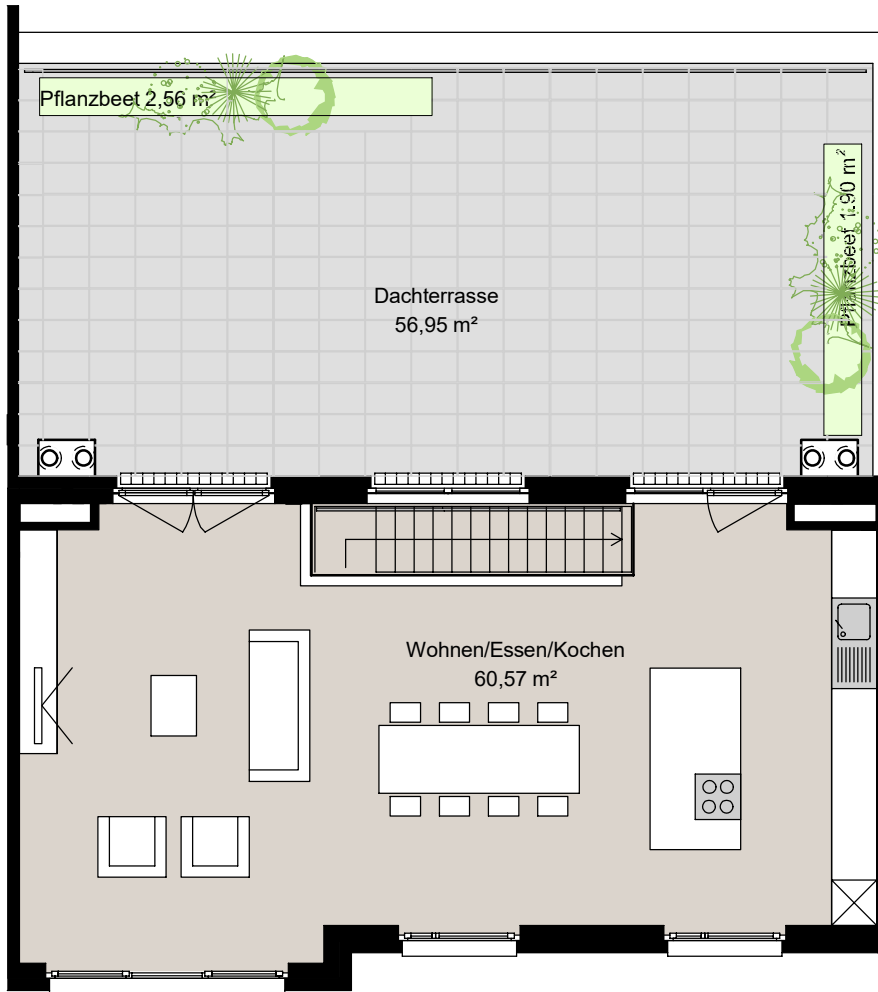 Pflanzbeet 2,56 m²
Pflanzbeet 1,90 m²
Dachterrasse
56,95 m²
Wohnen/Essen/Kochen
60,57 m²